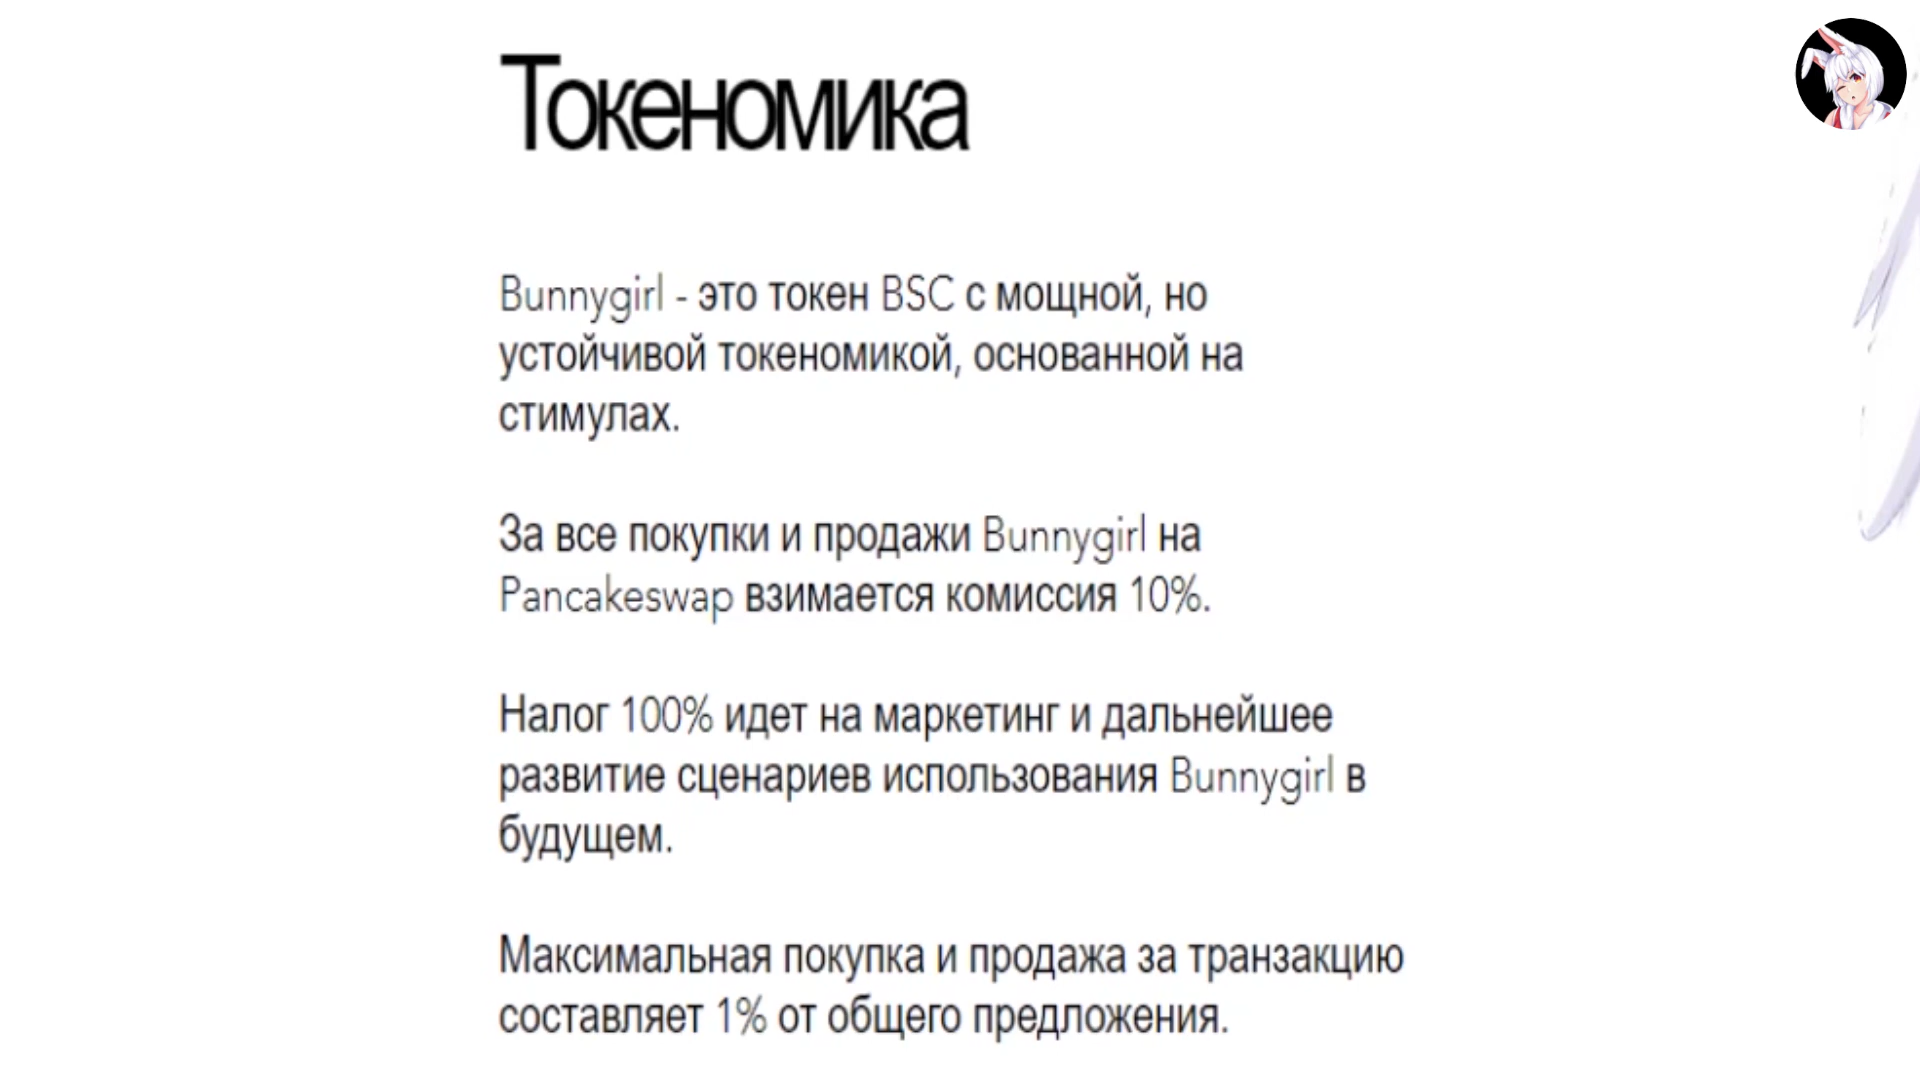 Токеномика
Bunnygirl - это токен BSC с мощной, но
устойчивой токеномикой, основанной на
стимулах.
За все покупки и продажи Bunnygirl на
Pancakeswap взимается комиссия 10%.
Налог 100% идет на маркетинг и дальнейшее
развитие сценариев использования Bunnygirl в
будущем.
Максимальная покупка и продажа за транзакцию
составляет 1% от общего предложения.